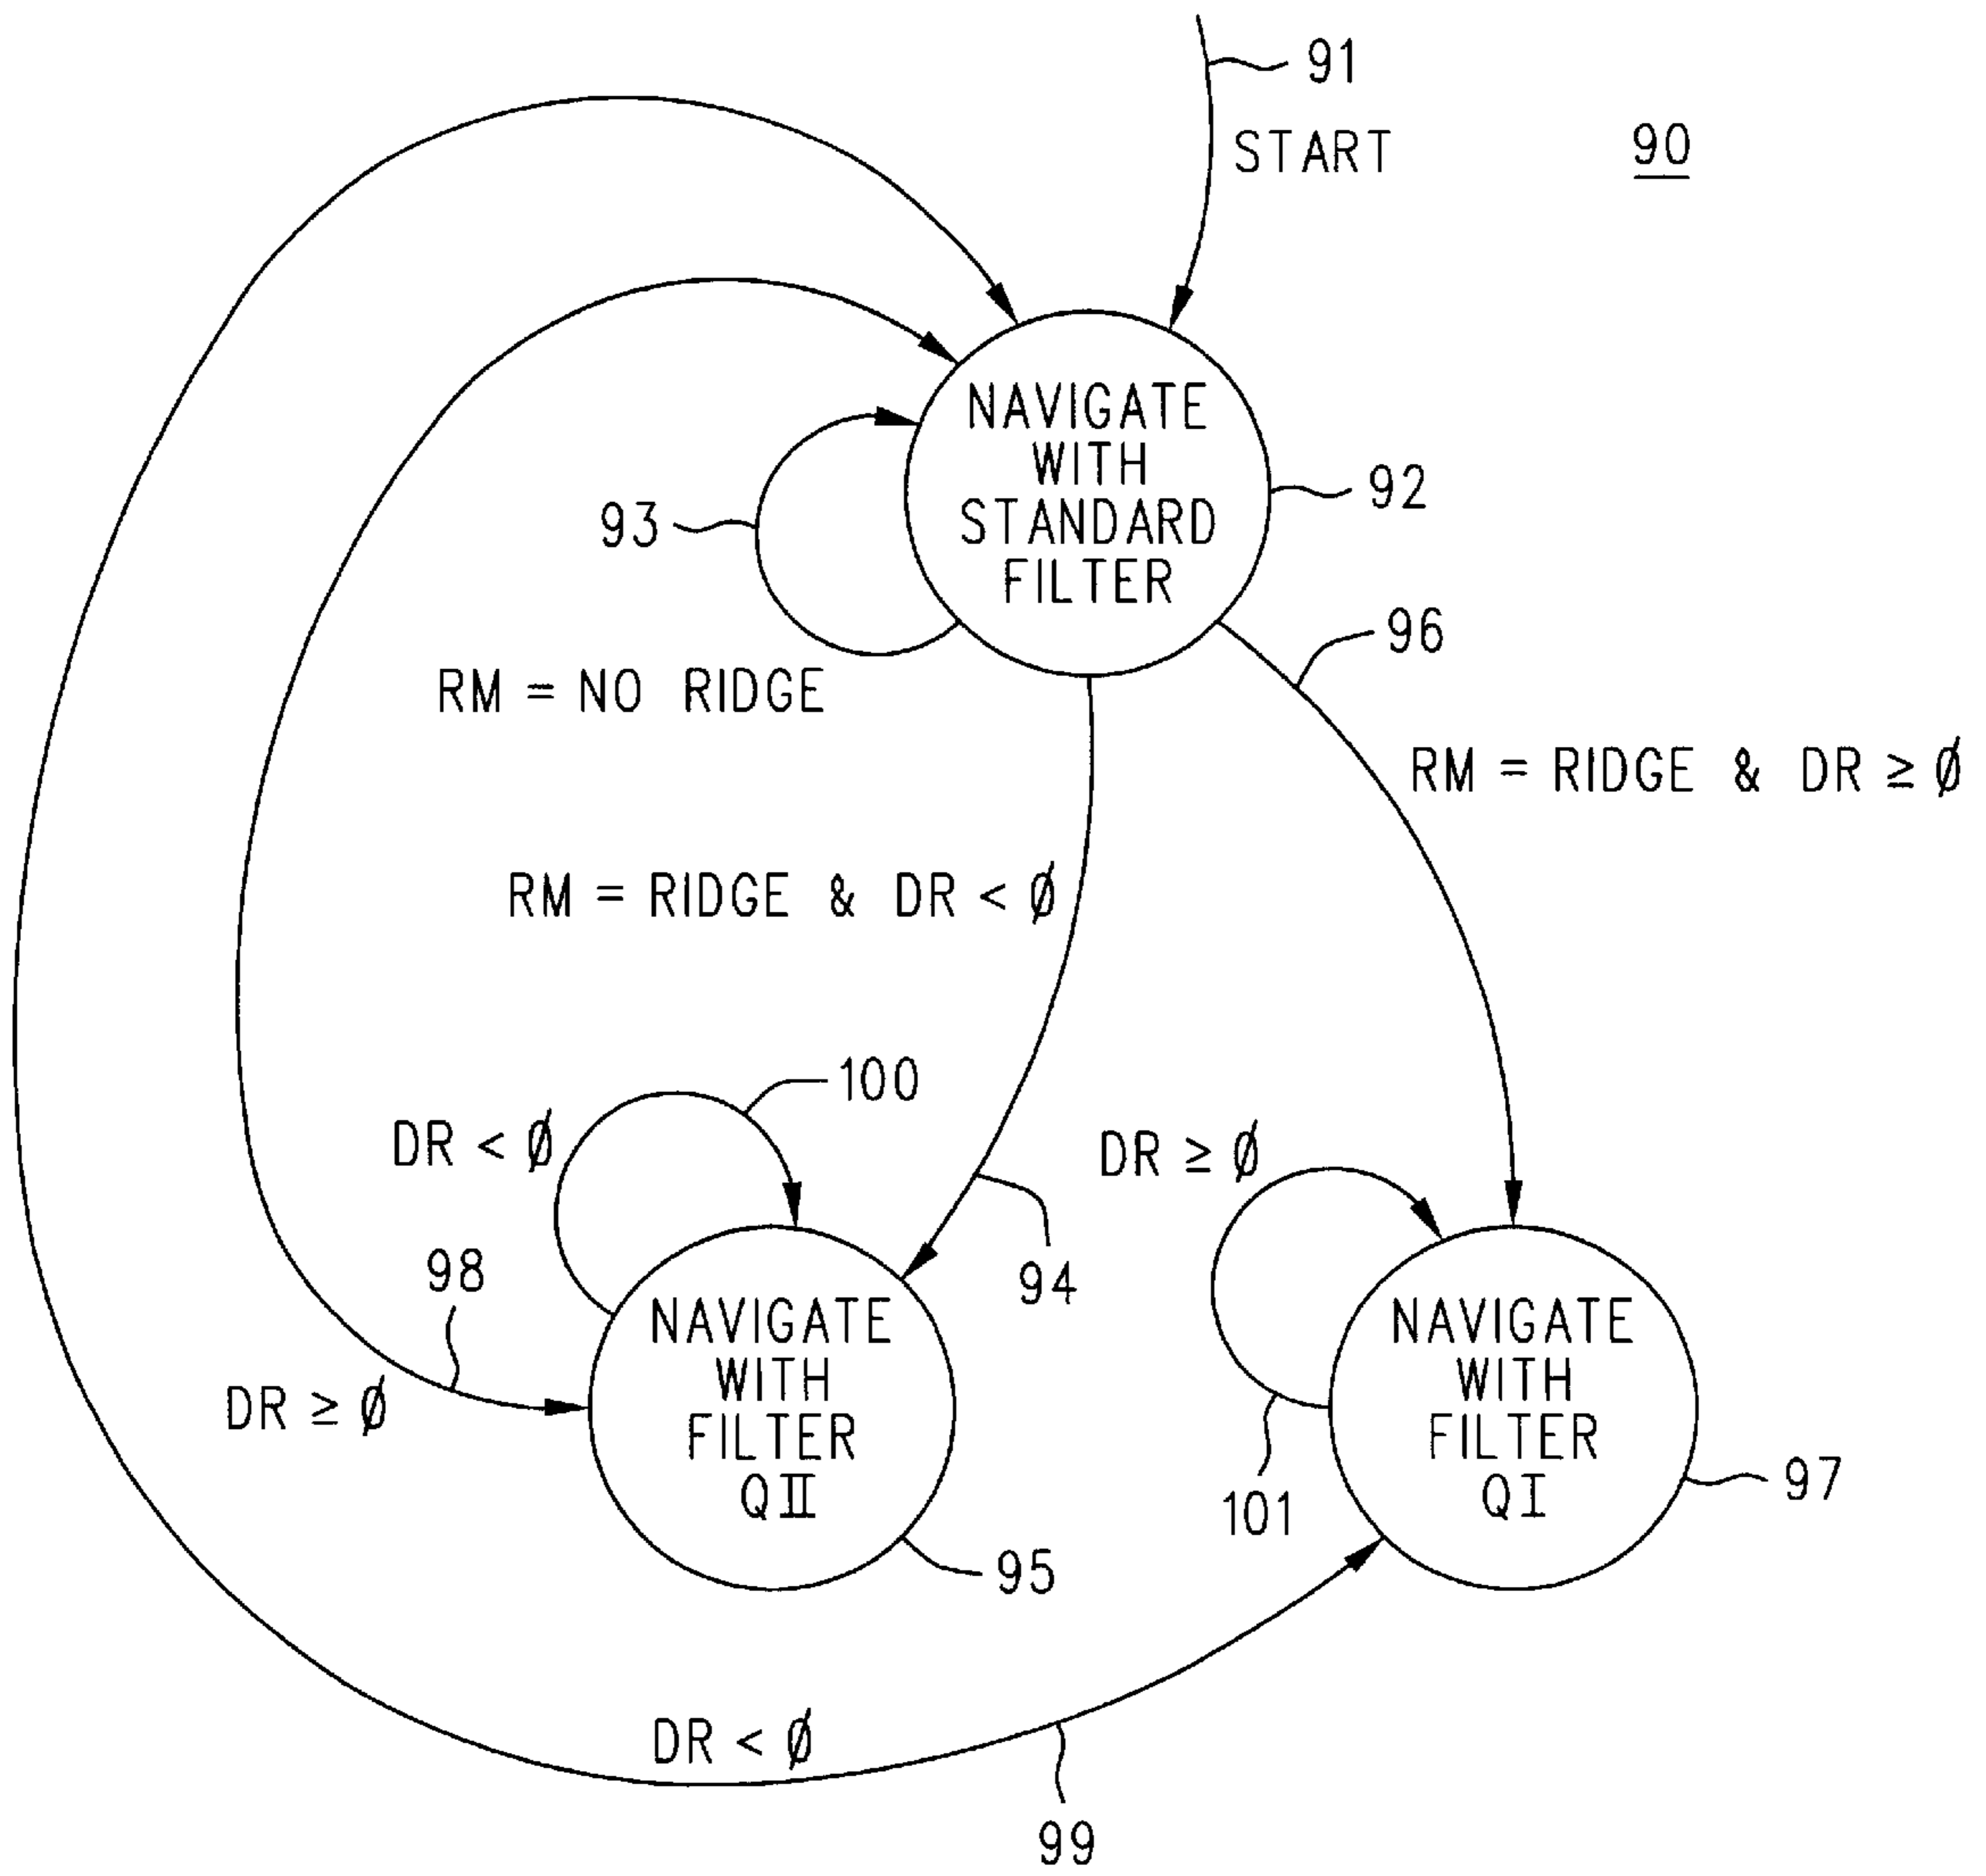 91
START
90
NAVIGATE
WITH
STANDARD
FILTER
92
93
96
RM = NO RIDGE
RM = RIDGE & DR ≥ Ø
RM = RIDGE & DR < Ø
100
DR < Ø
DR ≥ Ø
98
94
NAVIGATE
WITH
FILTER
QII
NAVIGATE
WITH
FILTER
QI
DR ≥ Ø
97
101
95
DR < Ø
99